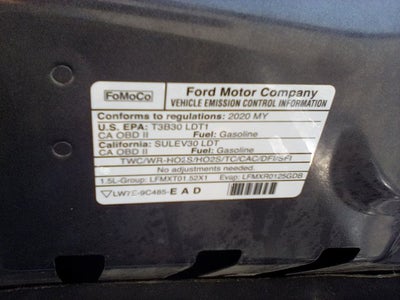 FoMoCo
Ford Motor Company
VEHICLE EMISSION CONTROL INFORMATION
Conforms to regulations: 2020 MY
U.S. EPA: T3B30 LDT1
CA OBD II Fuel: Gasoline
California: SULEV30 LDT
CA OBD II Fuel: Gasoline
TWC/WR-HO2S/HO2S/TC/CAC/DFI/SFI
No adjustments needed.
1.5L-Group: LFMXT01.52X1 Evap: LFMXR0125GDB
-9C485- E A D